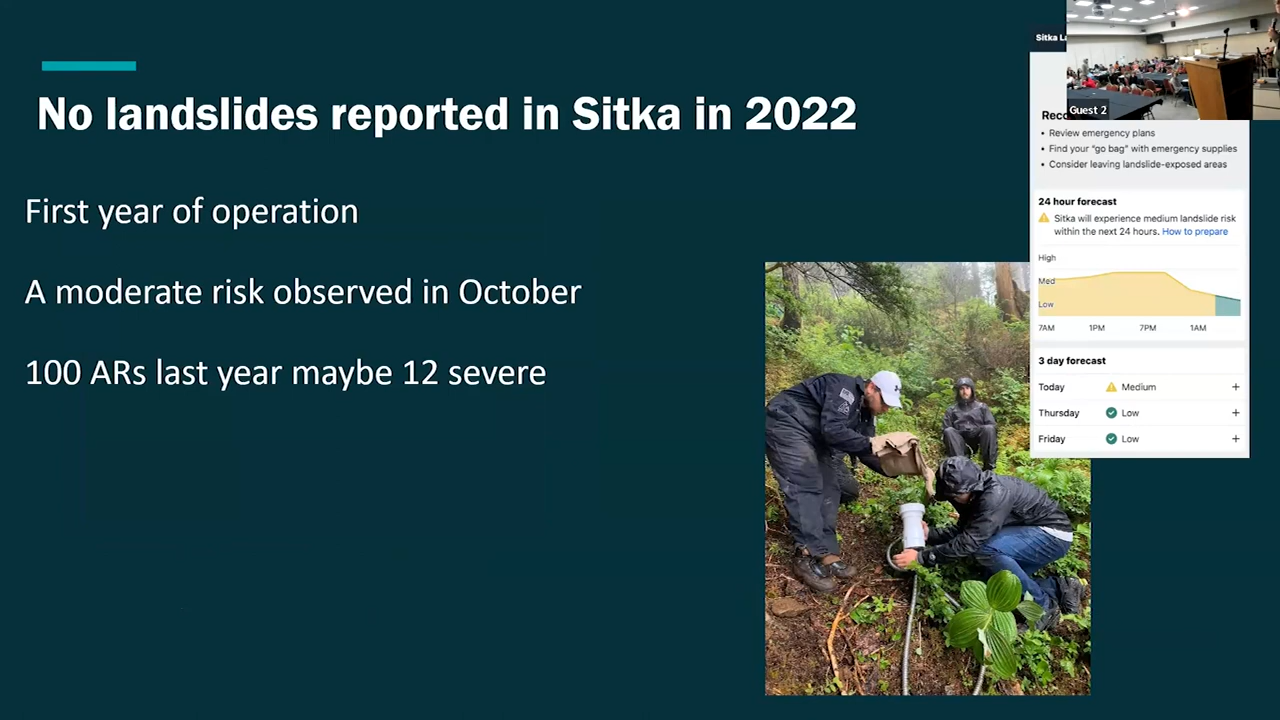 No landslides reported in Sitka in 2022
First year of operation
A moderate risk observed in October
100 ARs last year maybe 12 severe
Sitka
Guest 2
• Review emergency plans
• Find your "go bag" with emergency supplies
• Consider leaving landslide-exposed areas
24 hour forecast
Sitka will experience medium landslide risk
within the next 24 hours. How to prepare
High
Med
Low
7AM 1PM 7PM 1AM
3 day forecast
Today Medium +
Thursday Low +
Friday Low +